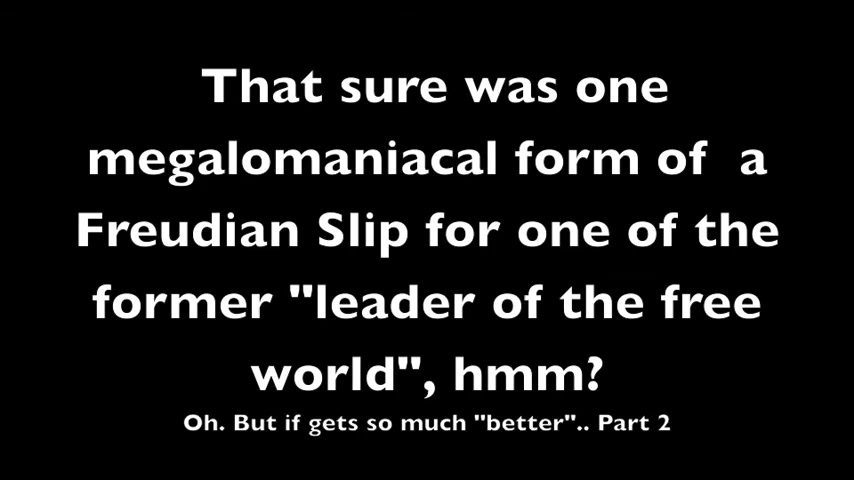 That sure was one
megalomaniacal form of  a
Freudian Slip for one of the
former "leader of the free
world", hmm?
Oh. But if gets so much "better".. Part 2